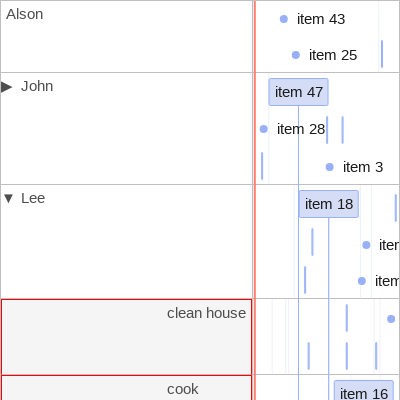 Alson
item 43
item 25
▶ John
item 47
item 28
item 3
▼ Lee
item 18
item
item
clean house
cook
item 16